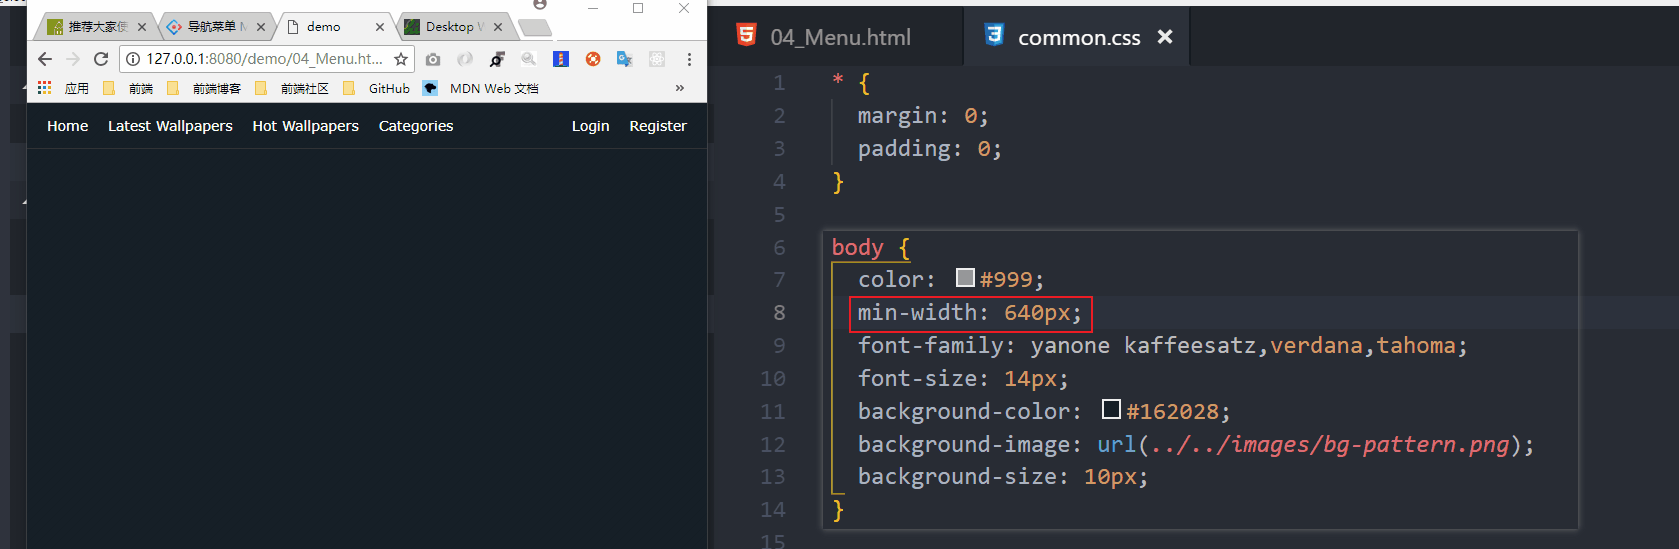 推荐大家使
导航菜单 M
demo
Desktop W
127.0.0.1:8080/demo/04_Menu.ht...
应用
前端
前端博客
前端社区
GitHub
MDN Web 文档
»
Home
Latest Wallpapers
Hot Wallpapers
Categories
Login
Register
04_Menu.html
common.css
1 * {
2 margin: 0;
3 padding: 0;
4 }
5
6 body {
7 color: #999;
8 min-width: 640px;
9 font-family: yanone kaffeesatz,verdana,tahoma;
10 font-size: 14px;
11 background-color: #162028;
12 background-image: url(../../images/bg-pattern.png);
13 background-size: 10px;
14 }
15